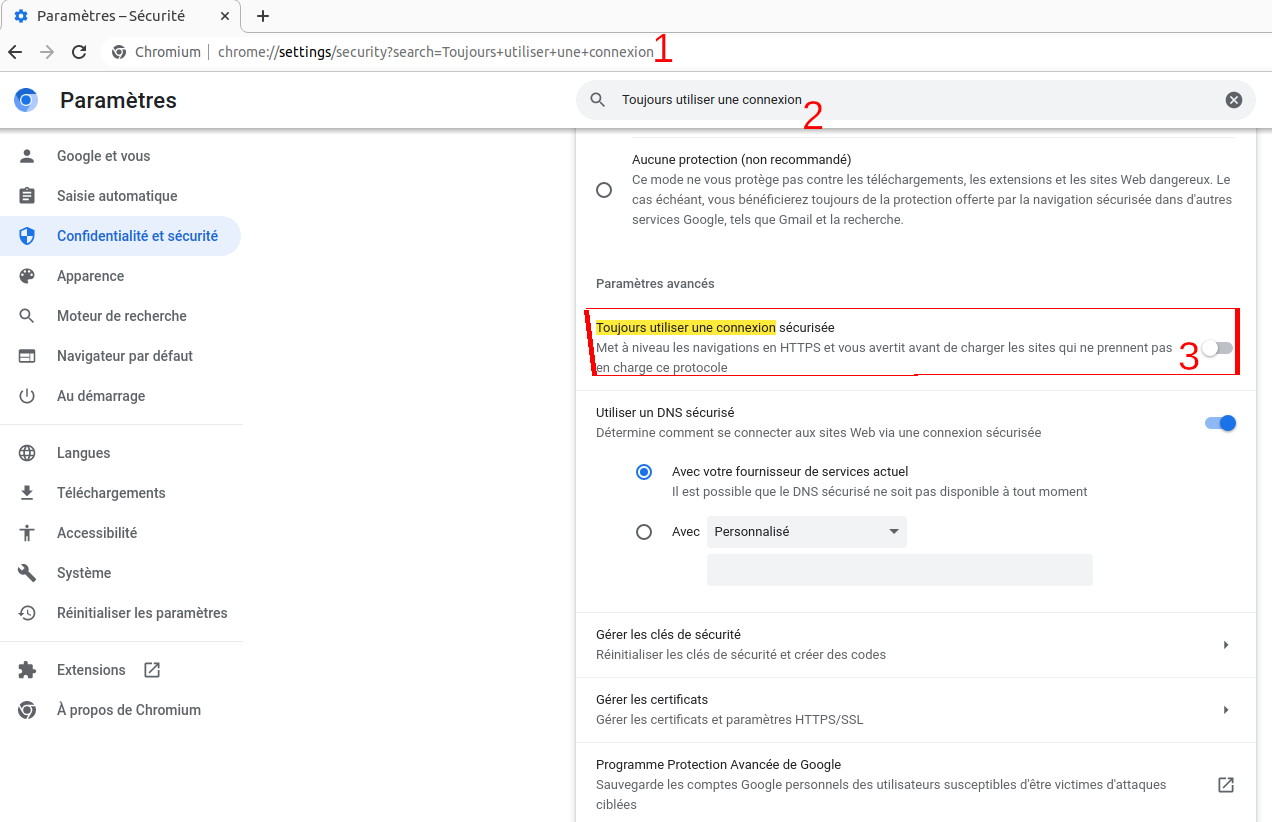 Paramètres – Sécurité
Chromium chrome://settings/security?search=Toujours+utiliser+une+connexion 1
Paramètres
Toujours utiliser une connexion 2
Google et vous
Saisie automatique
Confidentialité et sécurité
Apparence
Moteur de recherche
Navigateur par défaut
Au démarrage
Langues
Téléchargements
Accessibilité
Système
Réinitialiser les paramètres
Extensions
À propos de Chromium
Aucune protection (non recommandé)
Ce mode ne vous protège pas contre les téléchargements, les extensions et les sites Web dangereux. Le
cas échéant, vous bénéficierez toujours de la protection offerte par la navigation sécurisée dans d'autres
services Google, tels que Gmail et la recherche.
Paramètres avancés
Toujours utiliser une connexion sécurisée
Met à niveau les navigations en HTTPS et vous avertit avant de charger les sites qui ne prennent pas
en charge ce protocole
3
Utiliser un DNS sécurisé
Détermine comment se connecter aux sites Web via une connexion sécurisée
Avec votre fournisseur de services actuel
Il est possible que le DNS sécurisé ne soit pas disponible à tout moment
Avec Personnalisé
Gérer les clés de sécurité
Réinitialiser les clés de sécurité et créer des codes
Gérer les certificats
Gérer les certificats et paramètres HTTPS/SSL
Programme Protection Avancée de Google
Sauvegarde les comptes Google personnels des utilisateurs susceptibles d'être victimes d'attaques
ciblées